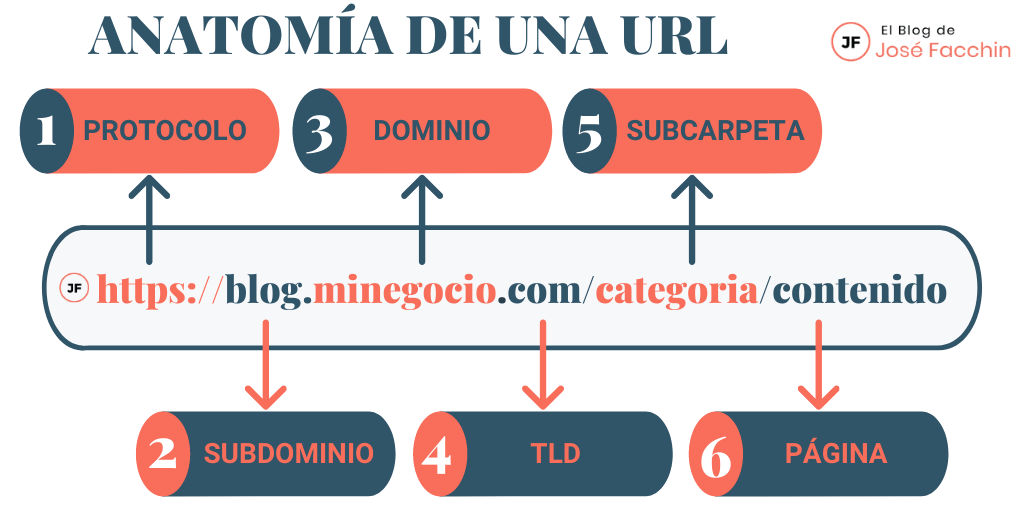 ANATOMÍA DE UNA URL
JF El Blog de
José Facchin
1 PROTOCOLO
3 DOMINIO
5 SUBCARPETA
JF https://blog.minegocio.com/categoria/contenido
2 SUBDOMINIO
4 TLD
6 PÁGINA